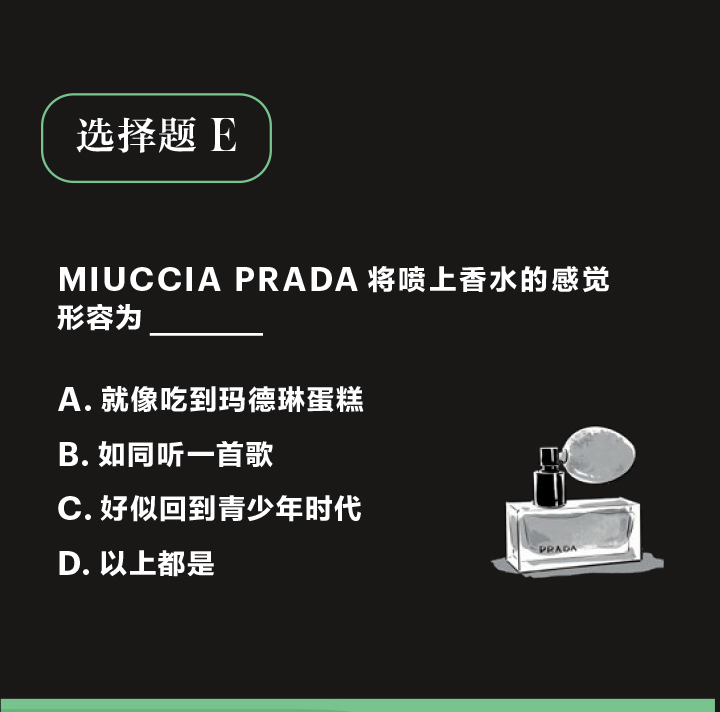 选择题 E
MIUCCIA PRADA 将喷上香水的感觉
形容为 ________
A. 就像吃到玛德琳蛋糕
B. 如同听一首歌
C. 好似回到青少年时代
D. 以上都是
PRADA